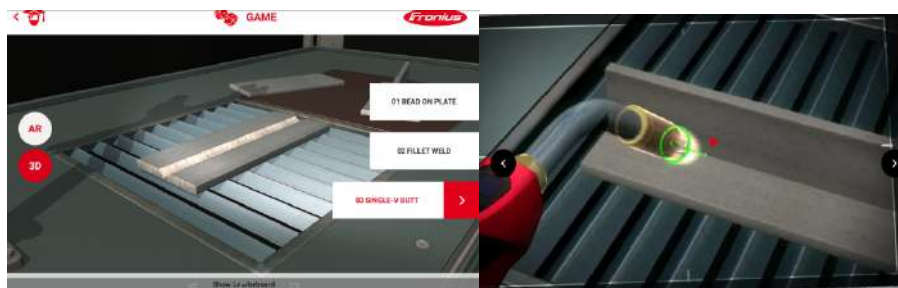 GAME
Fronius
01 BEAD ON PLATE
AR
02 FILLET WELD
3D
03 SINGLE-V BUTT
Show Leaderboard